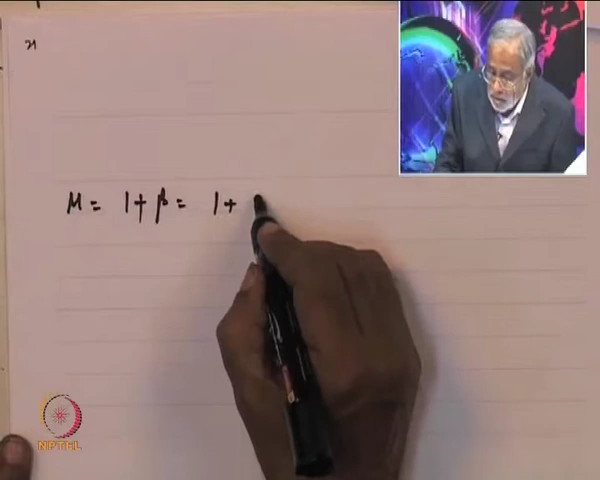 x
μ = 1 + β = 1 +
NPTEL